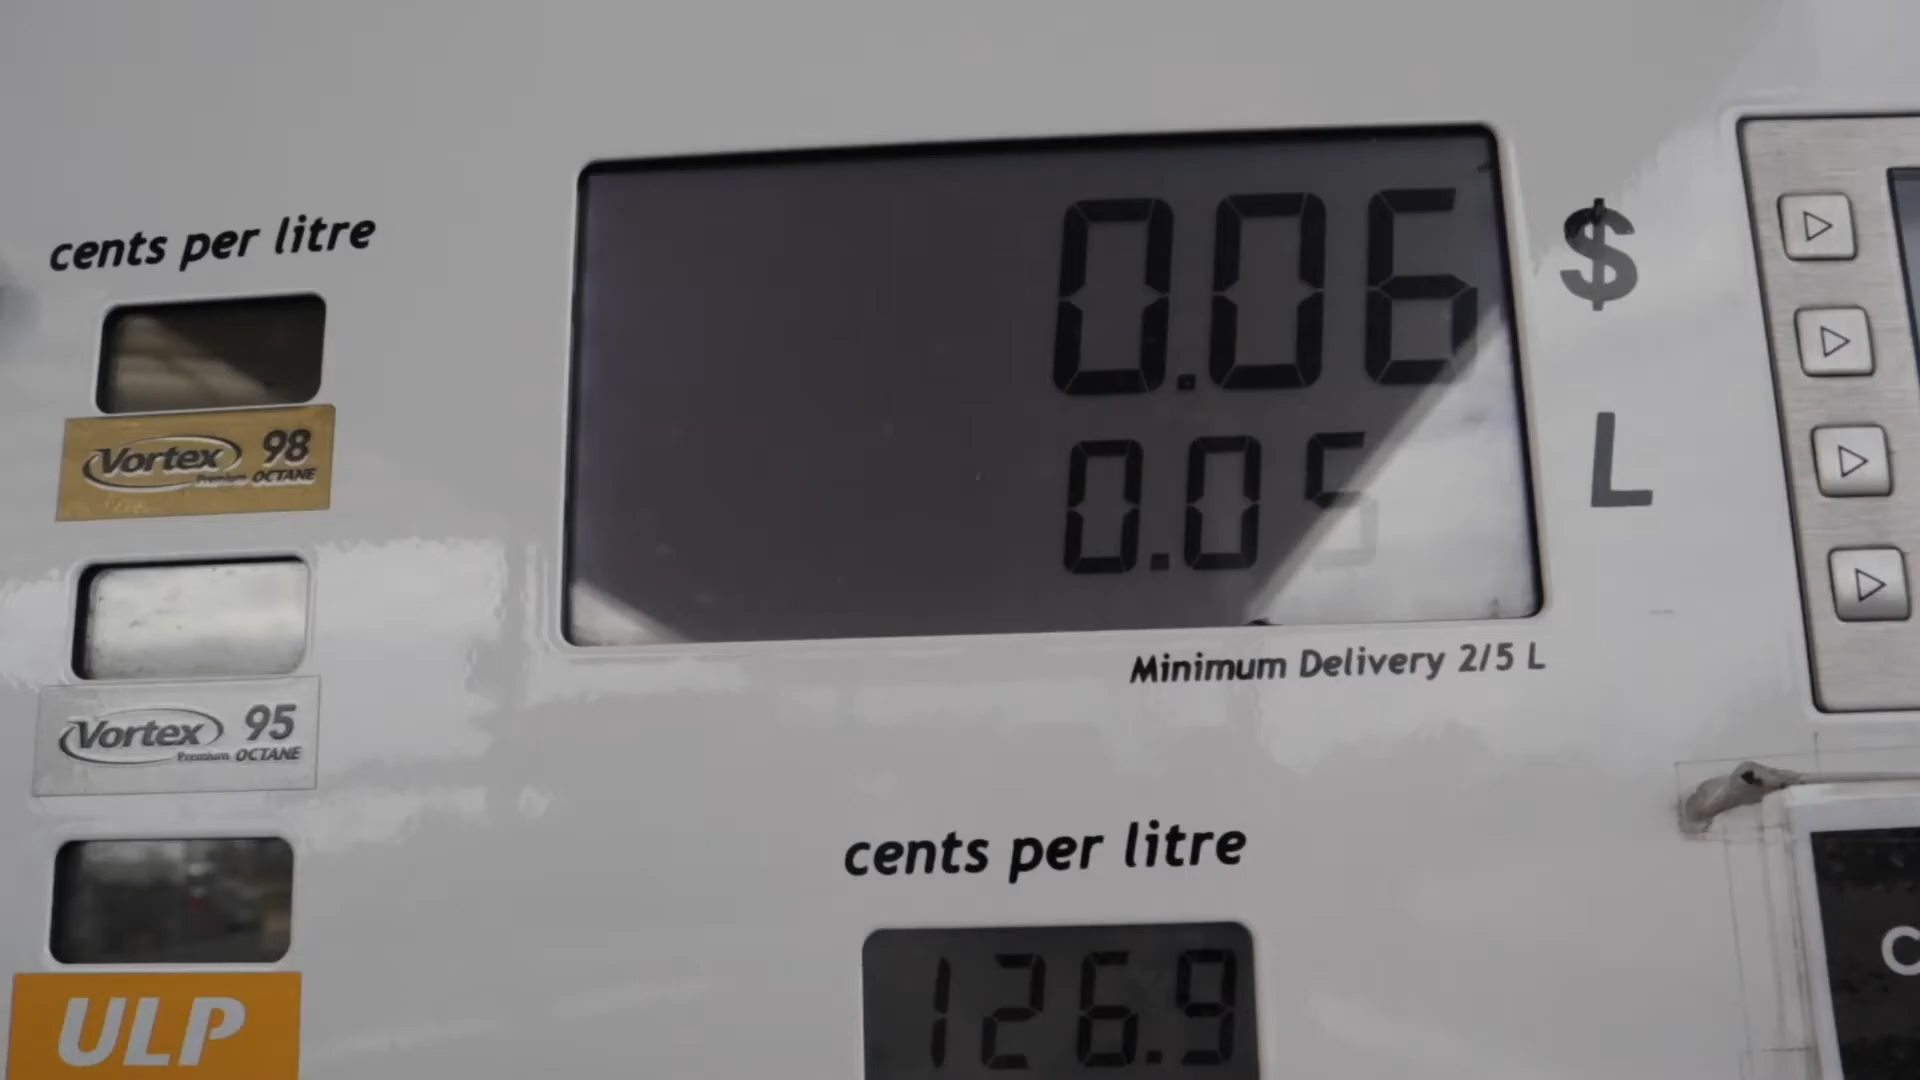 cents per litre
0.06 $
0.05 L
Minimum Delivery 2/5 L
Vortex 98
Premium OCTANE
Vortex 95
Premium OCTANE
ULP
cents per litre
126.9